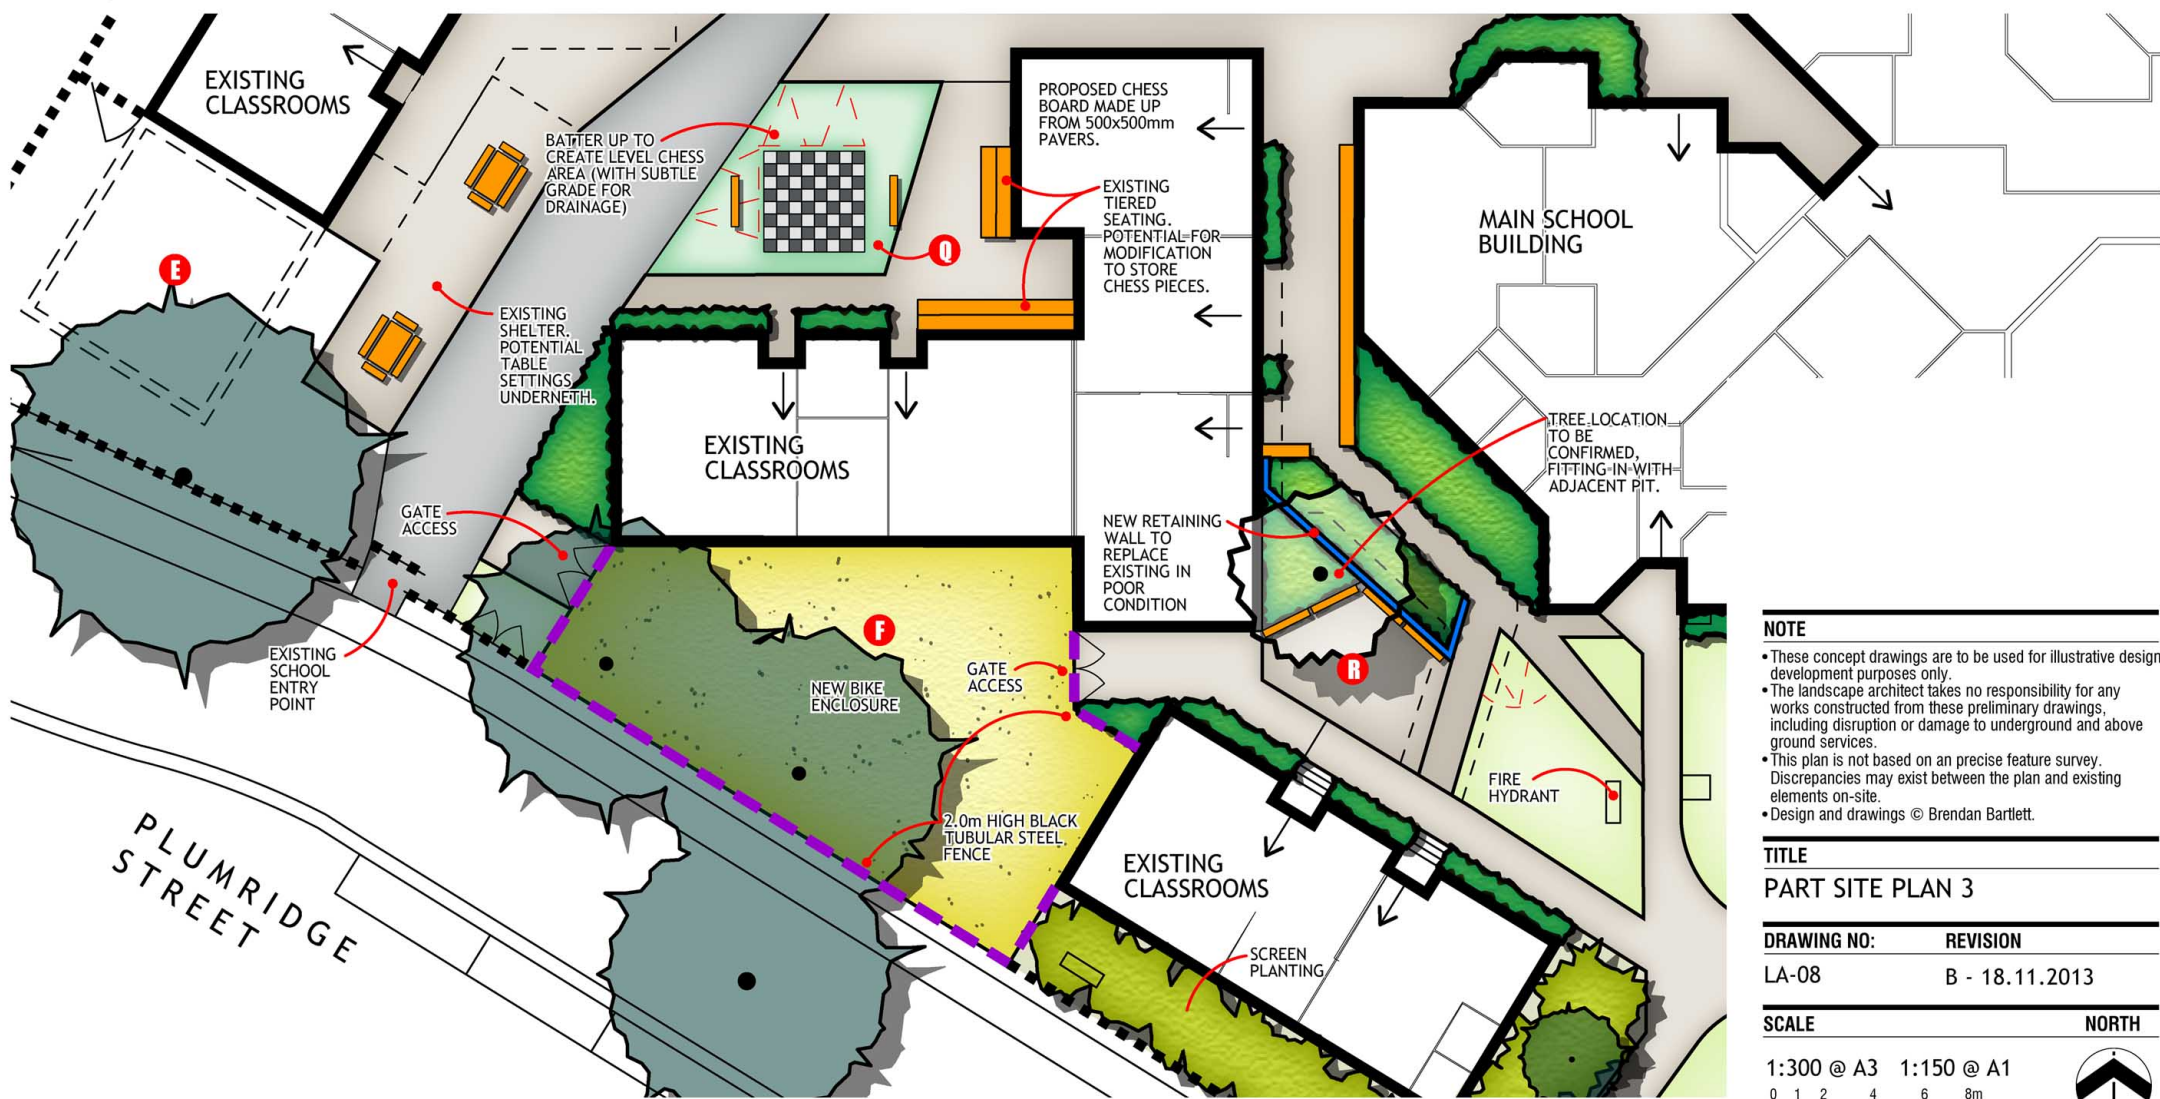 EXISTING
CLASSROOMS
BATTER UP TO
CREATE LEVEL CHESS
AREA (WITH SUBTLE
GRADE FOR
DRAINAGE)
PROPOSED CHESS
BOARD MADE UP
FROM 500x500mm
PAVERS.
EXISTING
TIERED
SEATING.
POTENTIAL FOR
MODIFICATION
TO STORE
CHESS PIECES.
MAIN SCHOOL
BUILDING
E
Q
EXISTING
SHELTER.
POTENTIAL
TABLE
SETTINGS
UNDERNETH.
EXISTING
CLASSROOMS
TREE LOCATION
TO BE
CONFIRMED,
FITTING IN WITH
ADJACENT PIT.
GATE
ACCESS
NEW RETAINING
WALL TO
REPLACE
EXISTING IN
POOR
CONDITION
F
EXISTING
SCHOOL
ENTRY
POINT
NEW BIKE
ENCLOSURE
GATE
ACCESS
R
FIRE
HYDRANT
2.0m HIGH BLACK
TUBULAR STEEL
FENCE
EXISTING
CLASSROOMS
PLUMRIDGE
STREET
SCREEN
PLANTING
NOTE
• These concept drawings are to be used for illustrative design
development purposes only.
• The landscape architect takes no responsibility for any
works constructed from these preliminary drawings,
including disruption or damage to underground and above
ground services.
• This plan is not based on an precise feature survey.
Discrepancies may exist between the plan and existing
elements on-site.
• Design and drawings © Brendan Bartlett.
TITLE
PART SITE PLAN 3
DRAWING NO: REVISION
LA-08 B - 18.11.2013
SCALE NORTH
1:300 @ A3 1:150 @ A1
0 1 2 4 6 8m